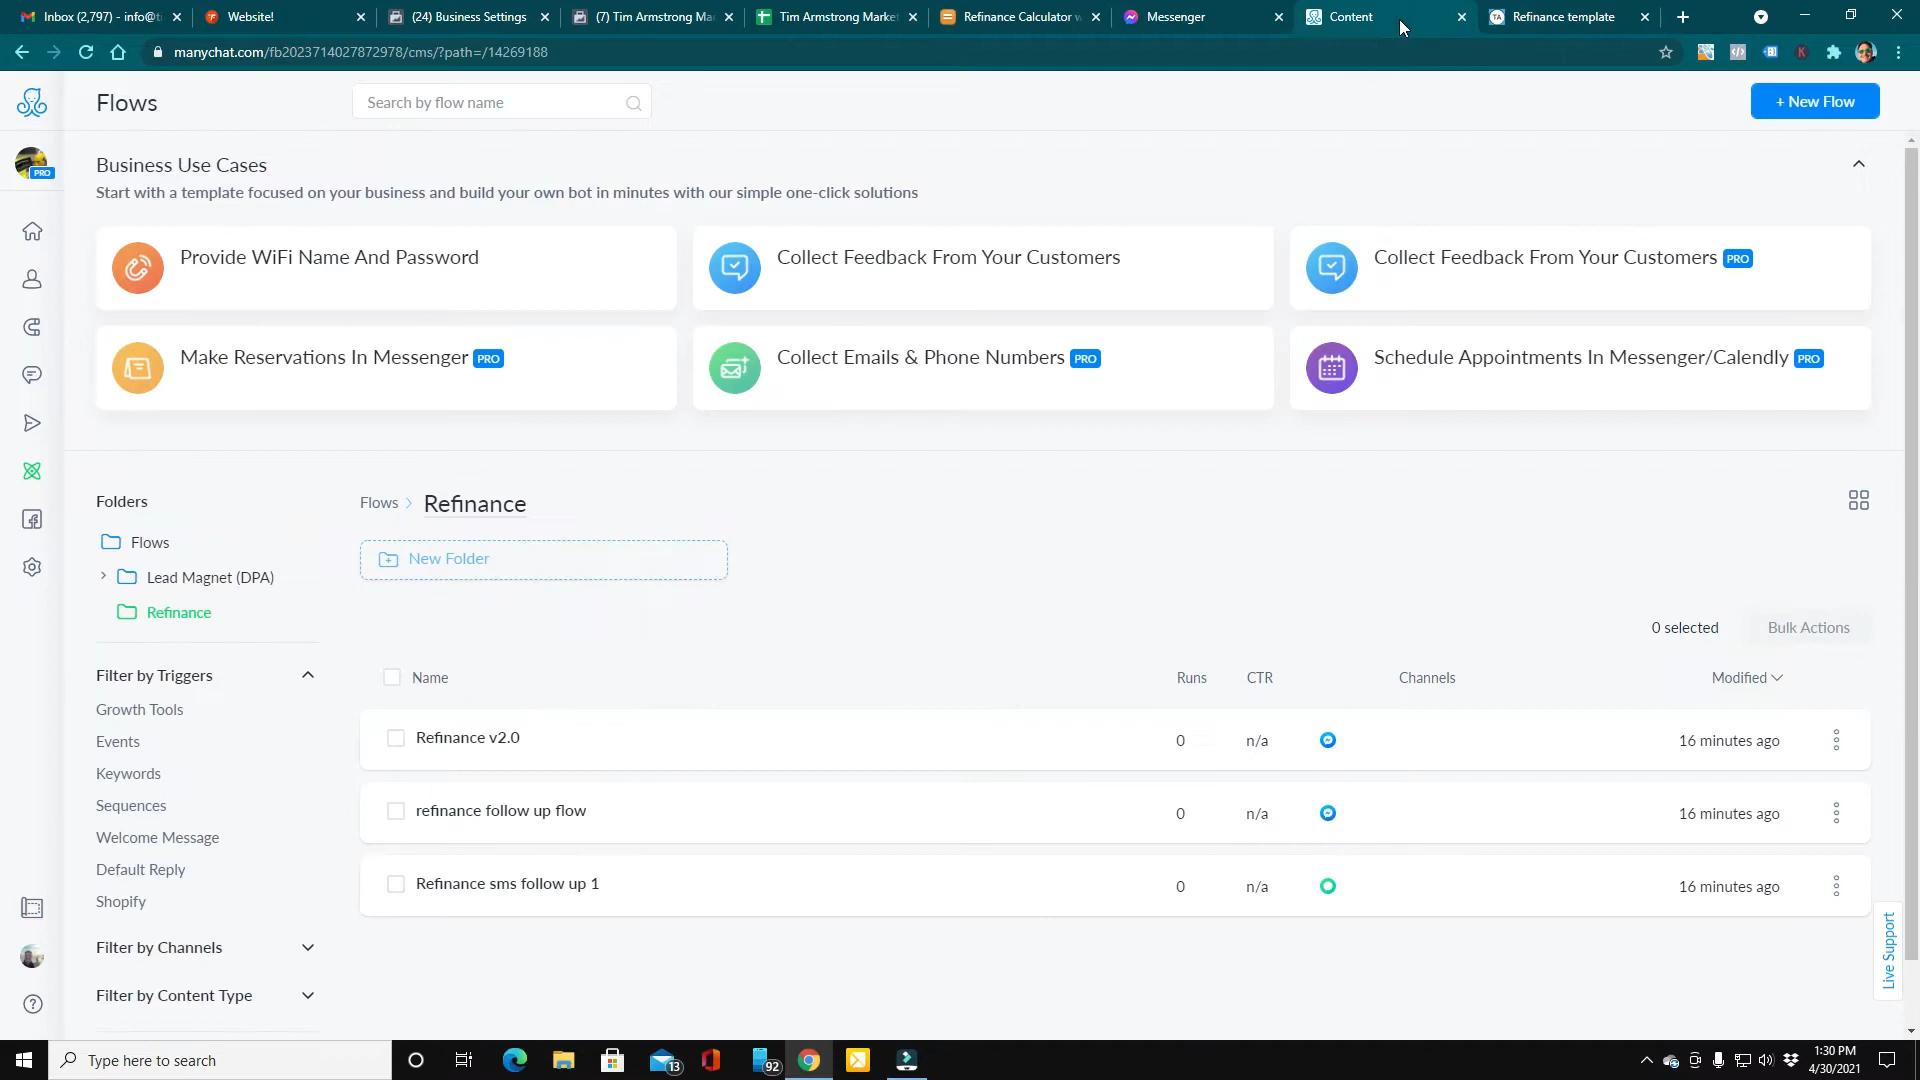 Inbox (2,797) - info@ti
Website!
(24) Business Settings
(7) Tim Armstrong Ma
Tim Armstrong Market
Refinance Calculator w
Messenger
Content
Refinance template
manychat.com/fb2023714027872978/cms/?path=/14269188
Flows
Search by flow name
+ New Flow
PRO
Business Use Cases
Start with a template focused on your business and build your own bot in minutes with our simple one-click solutions
Provide WiFi Name And Password
Collect Feedback From Your Customers
Collect Feedback From Your Customers PRO
Make Reservations In Messenger PRO
Collect Emails & Phone Numbers PRO
Schedule Appointments In Messenger/Calendly PRO
Folders
Flows
Lead Magnet (DPA)
Refinance
Filter by Triggers
Growth Tools
Events
Keywords
Sequences
Welcome Message
Default Reply
Shopify
Filter by Channels
Filter by Content Type
Flows > Refinance
New Folder
0 selected
Bulk Actions
Name Runs CTR Channels Modified
Refinance v2.0 0 n/a 16 minutes ago
refinance follow up flow 0 n/a 16 minutes ago
Refinance sms follow up 1 0 n/a 16 minutes ago
Live Support
Type here to search
13
92
1:30 PM
4/30/2021